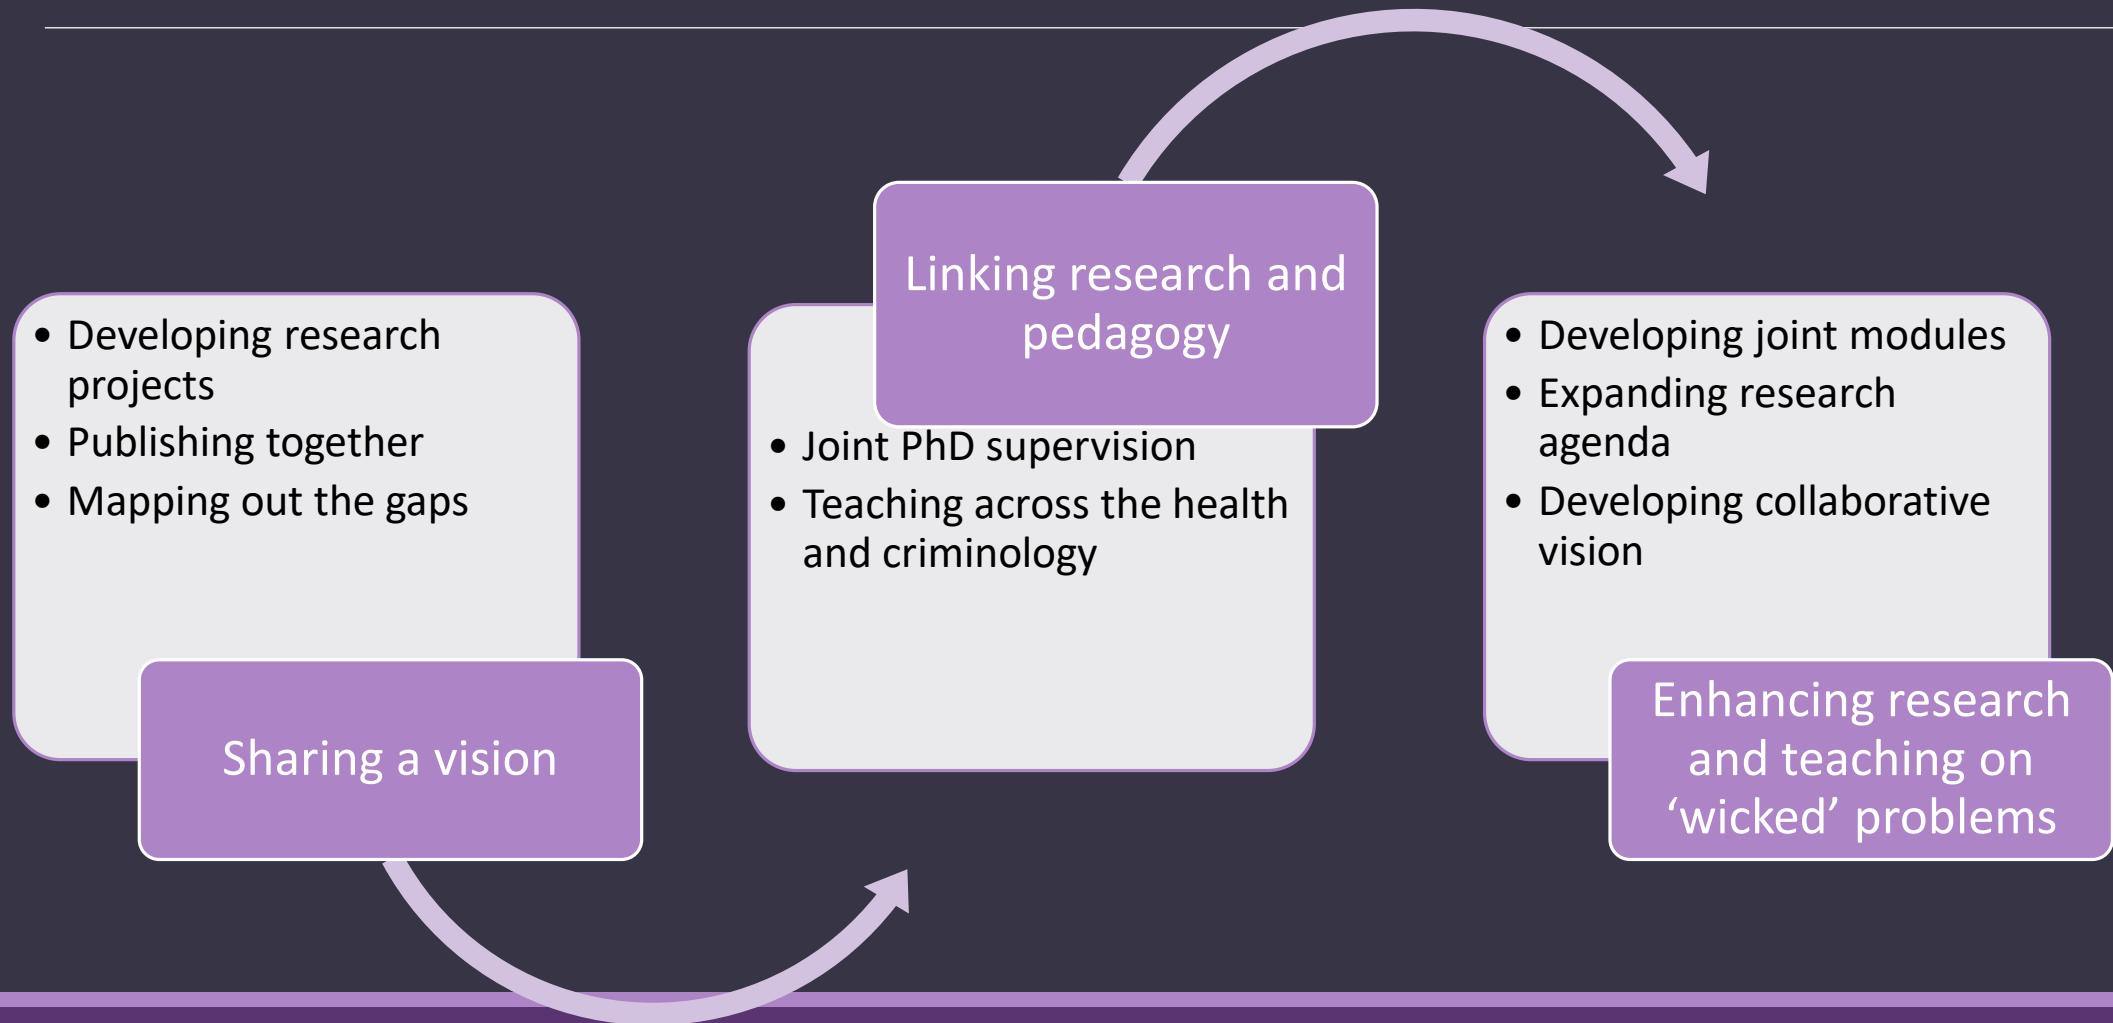 • Developing research
projects
• Publishing together
• Mapping out the gaps
Sharing a vision
Linking research and
pedagogy
• Joint PhD supervision
• Teaching across the health
and criminology
• Developing joint modules
• Expanding research
agenda
• Developing collaborative
vision
Enhancing research
and teaching on
‘wicked’ problems